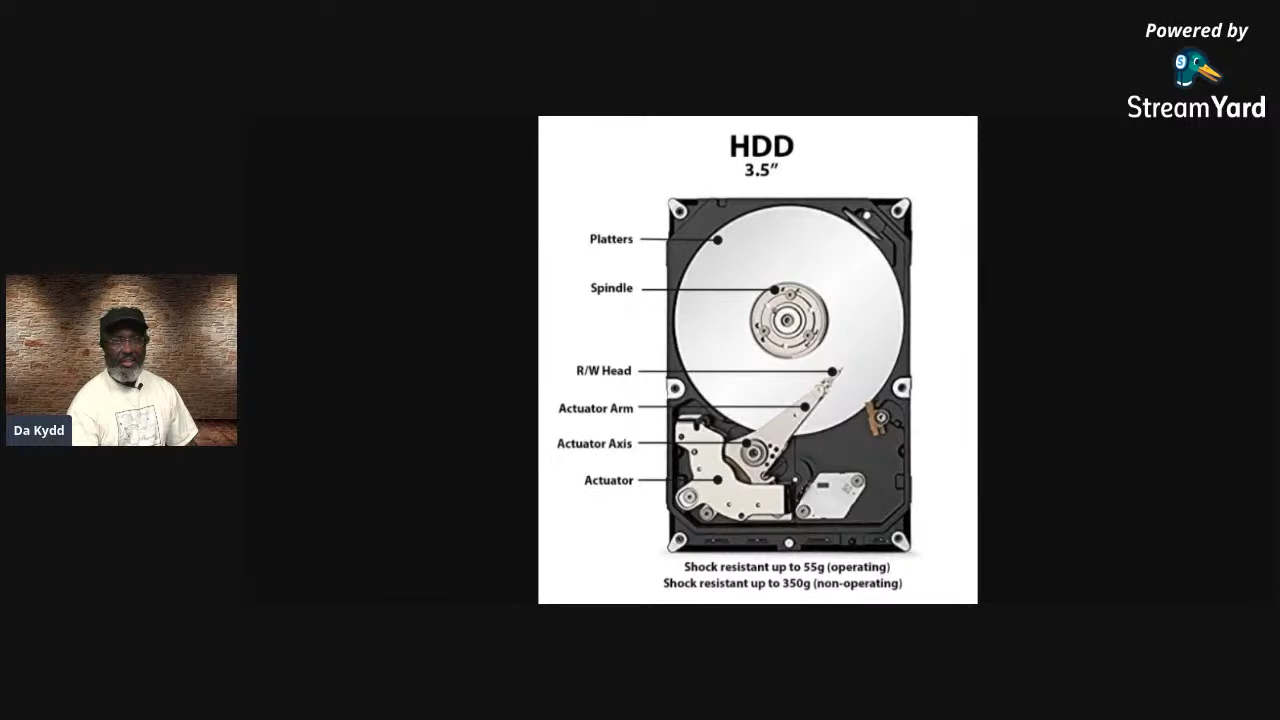 Powered by
StreamYard
HDD
3.5”
Platters
Spindle
R/W Head
Actuator Arm
Actuator Axis
Actuator
Da Kydd
Shock resistant up to 55g (operating)
Shock resistant up to 350g (non-operating)